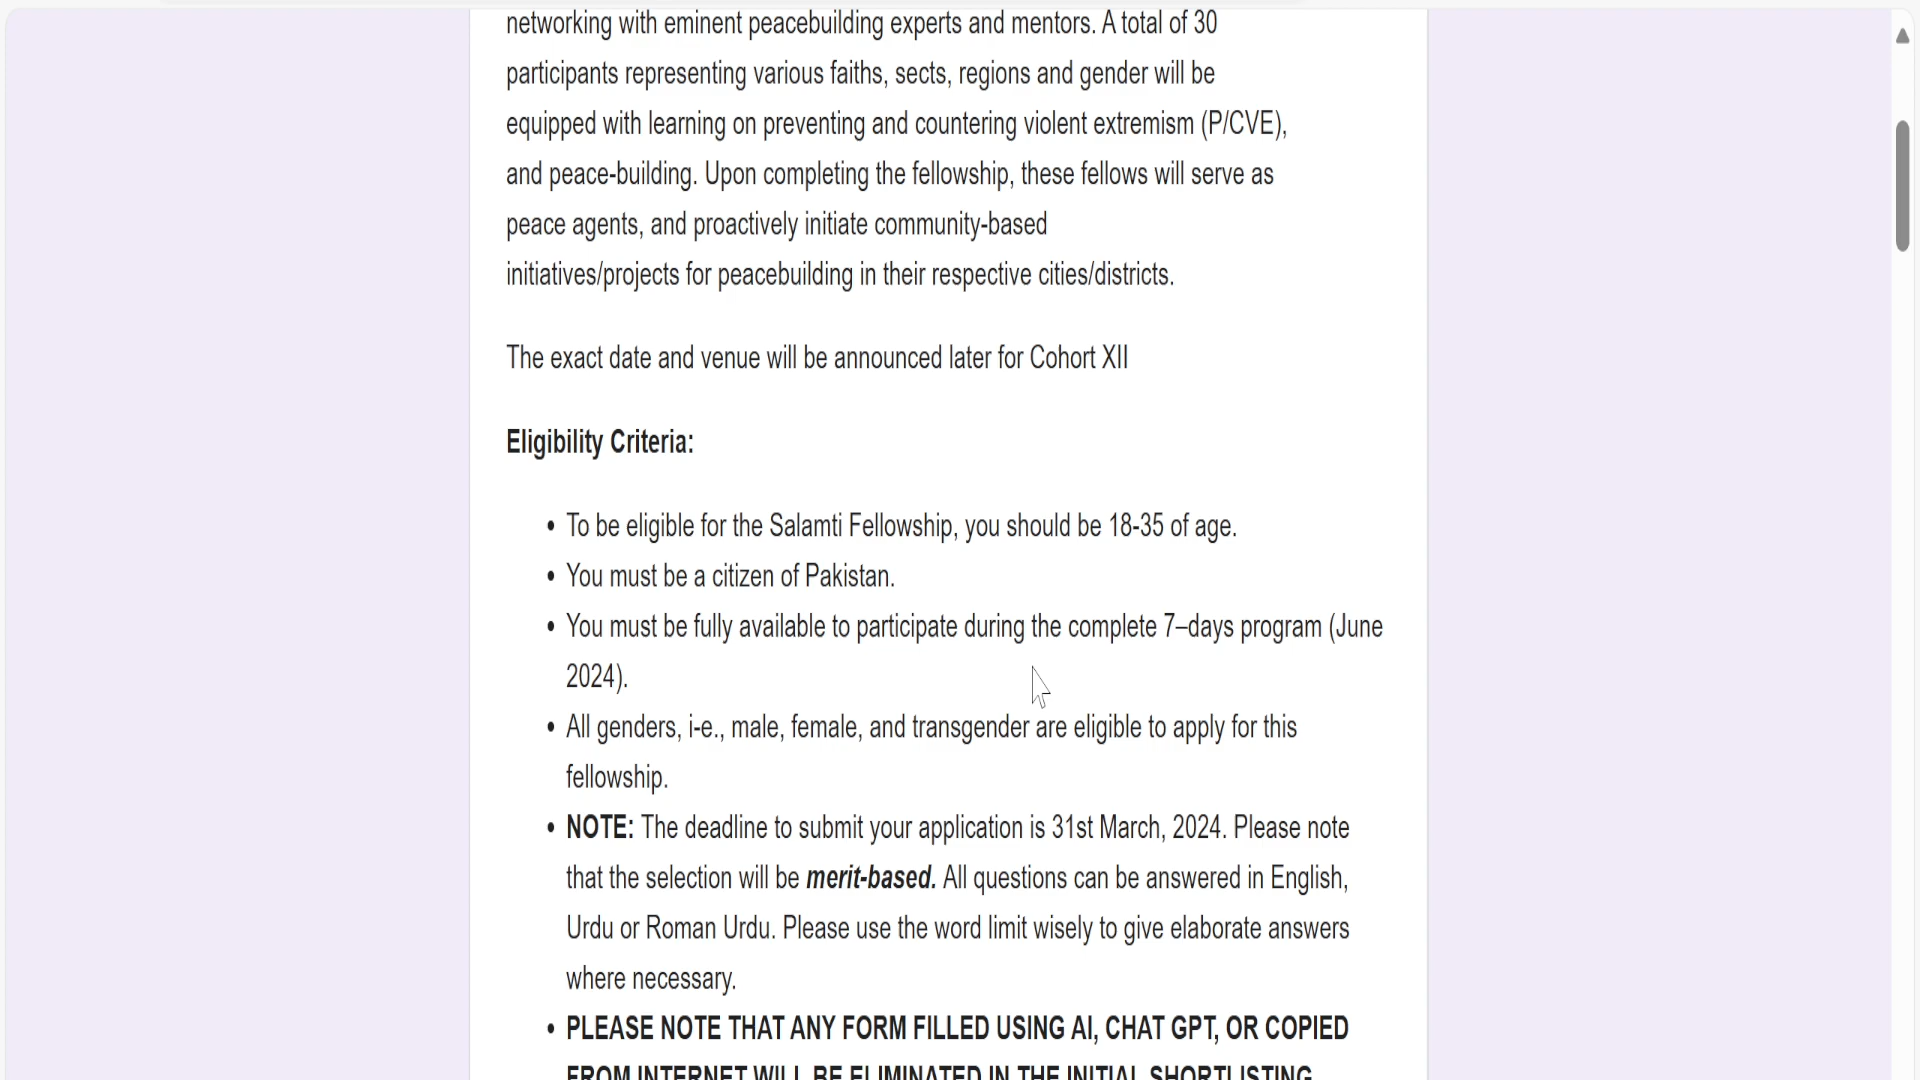 networking with eminent peacebuilding experts and mentors. A total of 30
participants representing various faiths, sects, regions and gender will be
equipped with learning on preventing and countering violent extremism (P/CVE),
and peace-building. Upon completing the fellowship, these fellows will serve as
peace agents, and proactively initiate community-based
initiatives/projects for peacebuilding in their respective cities/districts.
The exact date and venue will be announced later for Cohort XII
Eligibility Criteria:
• To be eligible for the Salamti Fellowship, you should be 18-35 of age.
• You must be a citizen of Pakistan.
• You must be fully available to participate during the complete 7–days program (June
2024).
• All genders, i-e., male, female, and transgender are eligible to apply for this
fellowship.
• NOTE: The deadline to submit your application is 31st March, 2024. Please note
that the selection will be merit-based. All questions can be answered in English,
Urdu or Roman Urdu. Please use the word limit wisely to give elaborate answers
where necessary.
• PLEASE NOTE THAT ANY FORM FILLED USING AI, CHAT GPT, OR COPIED
FROM INTERNET WILL BE ELIMINATED IN THE INITIAL SHORTLISTING